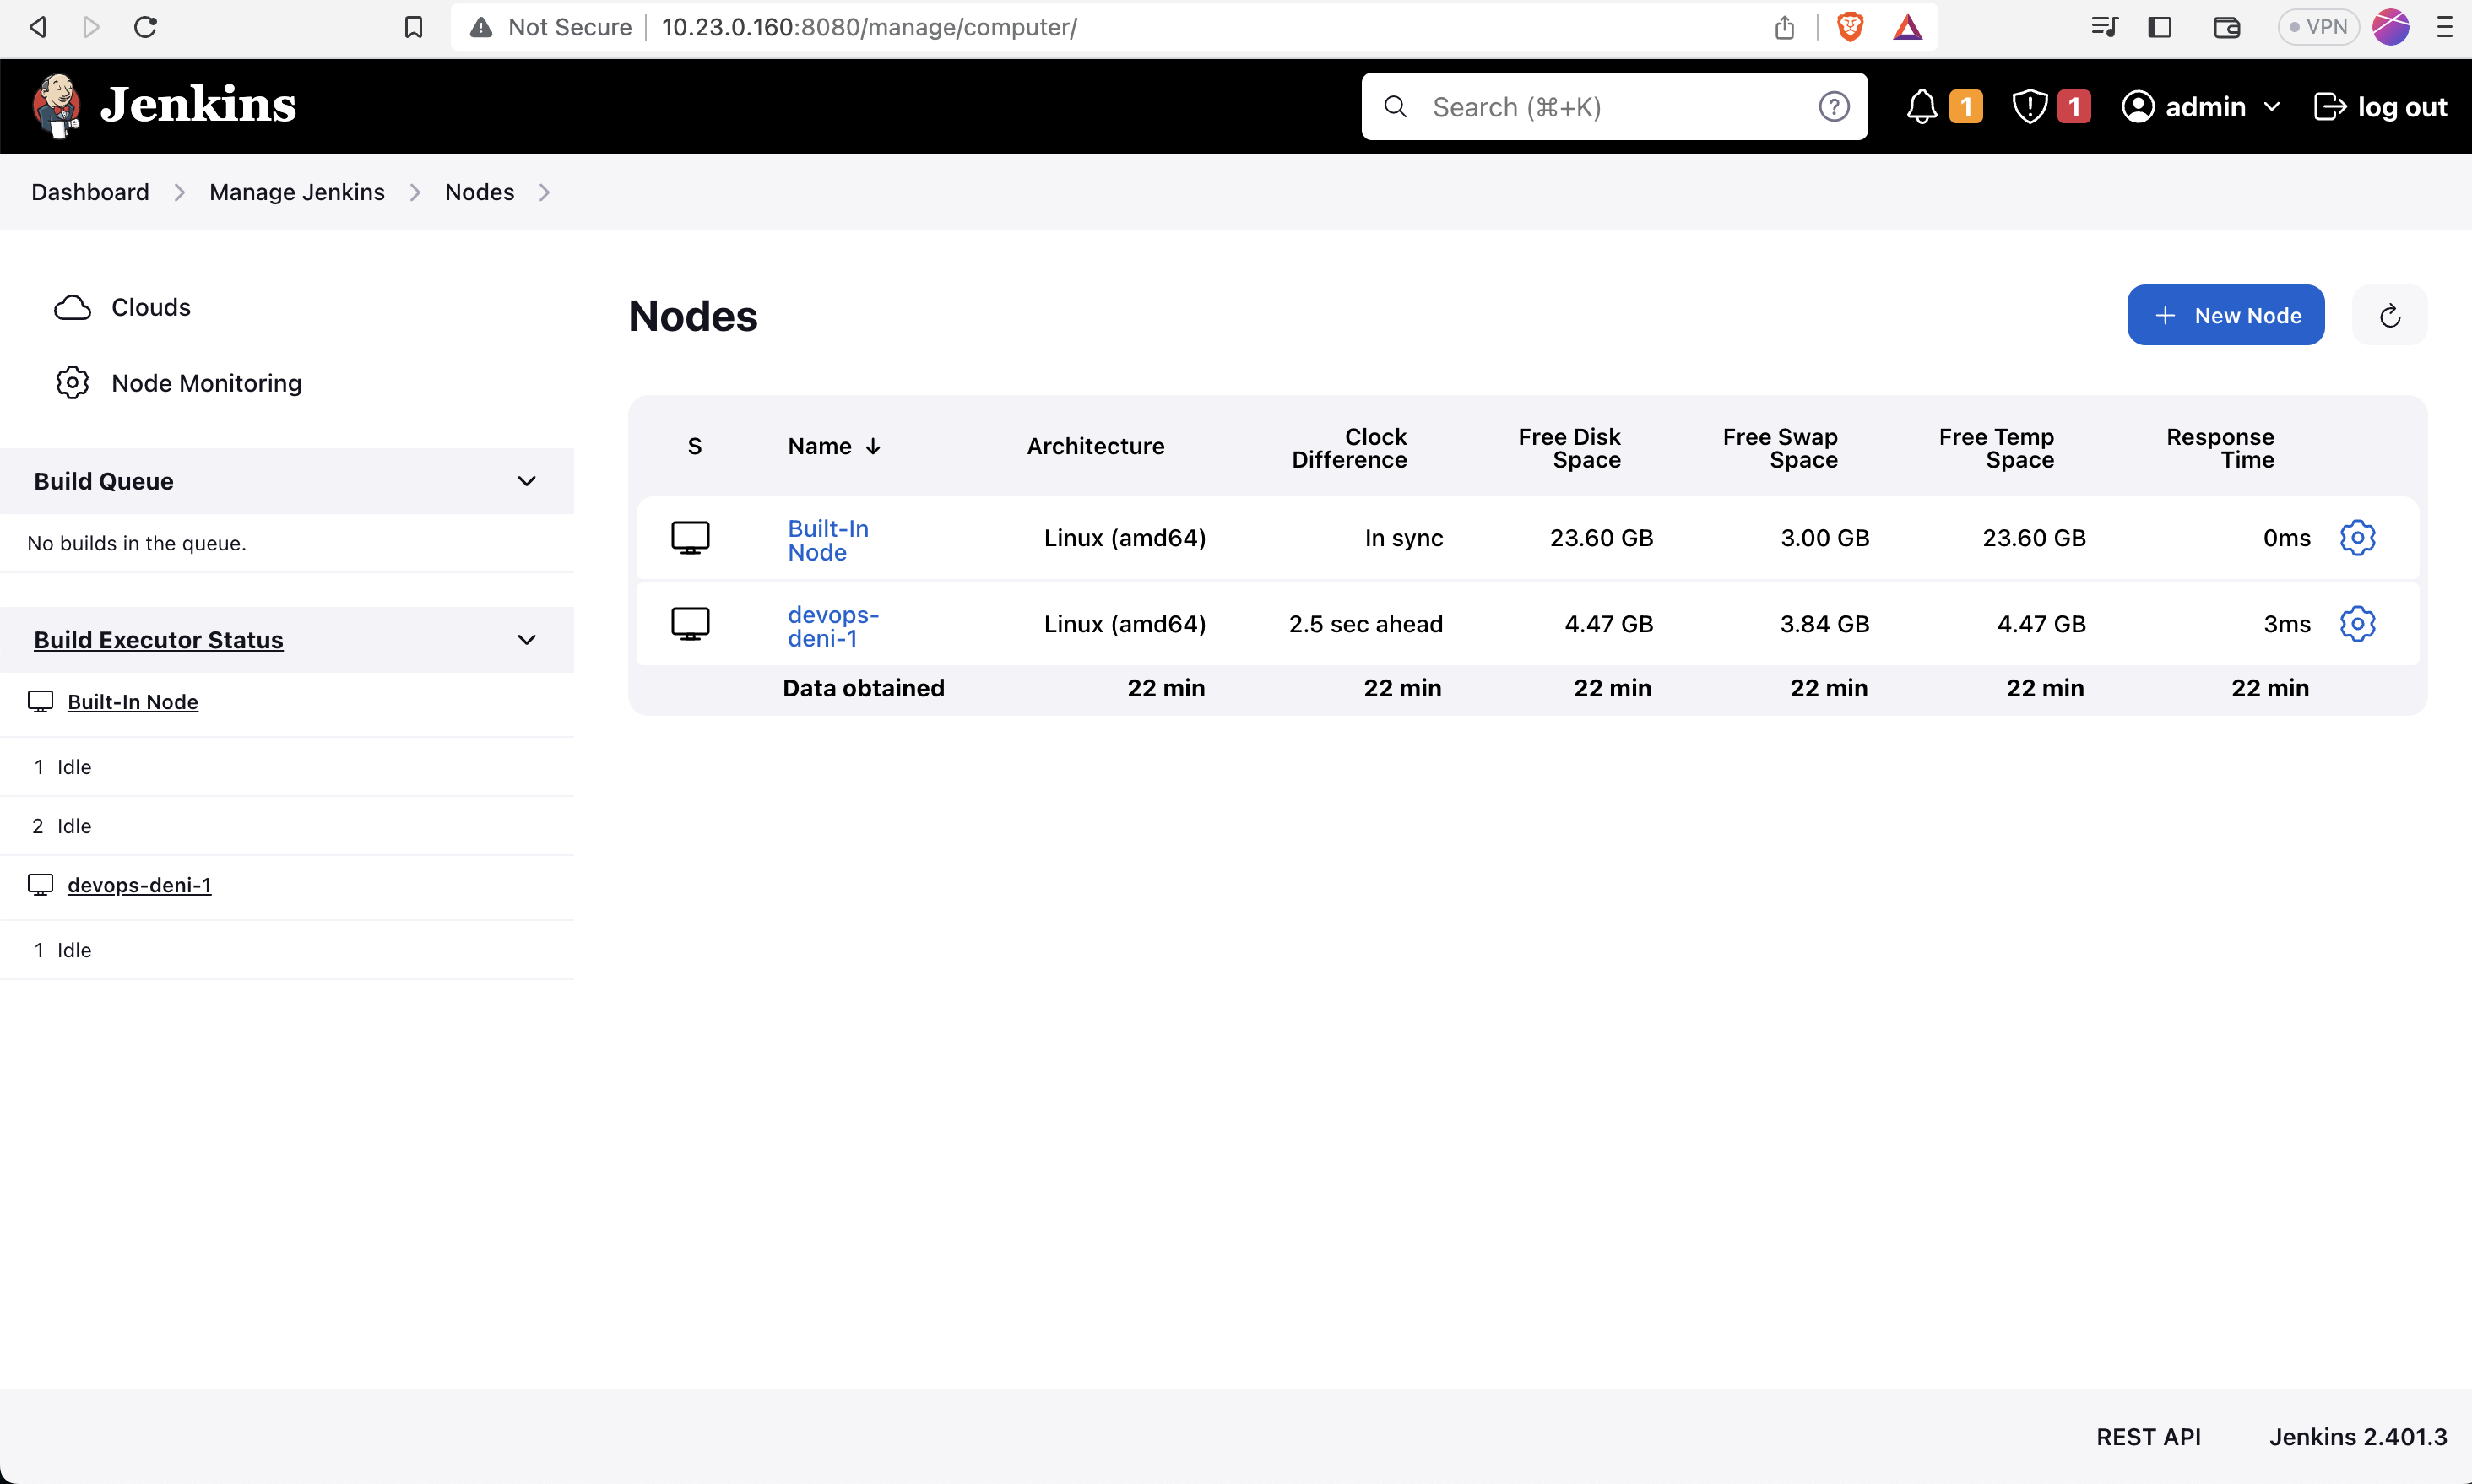 Not Secure 10.23.0.160:8080/manage/computer/ VPN
Jenkins Search (⌘+K) ? 1 1 admin log out
Dashboard Manage Jenkins Nodes
Clouds
Node Monitoring
Build Queue
No builds in the queue.
Build Executor Status
Built-In Node
1 Idle
2 Idle
devops-deni-1
1 Idle
Nodes
+ New Node
S Name ↓ Architecture Clock Difference Free Disk Space Free Swap Space Free Temp Space Response Time
Built-In Node Linux (amd64) In sync 23.60 GB 3.00 GB 23.60 GB 0ms
devops-deni-1 Linux (amd64) 2.5 sec ahead 4.47 GB 3.84 GB 4.47 GB 3ms
Data obtained 22 min 22 min 22 min 22 min 22 min 22 min
REST API Jenkins 2.401.3